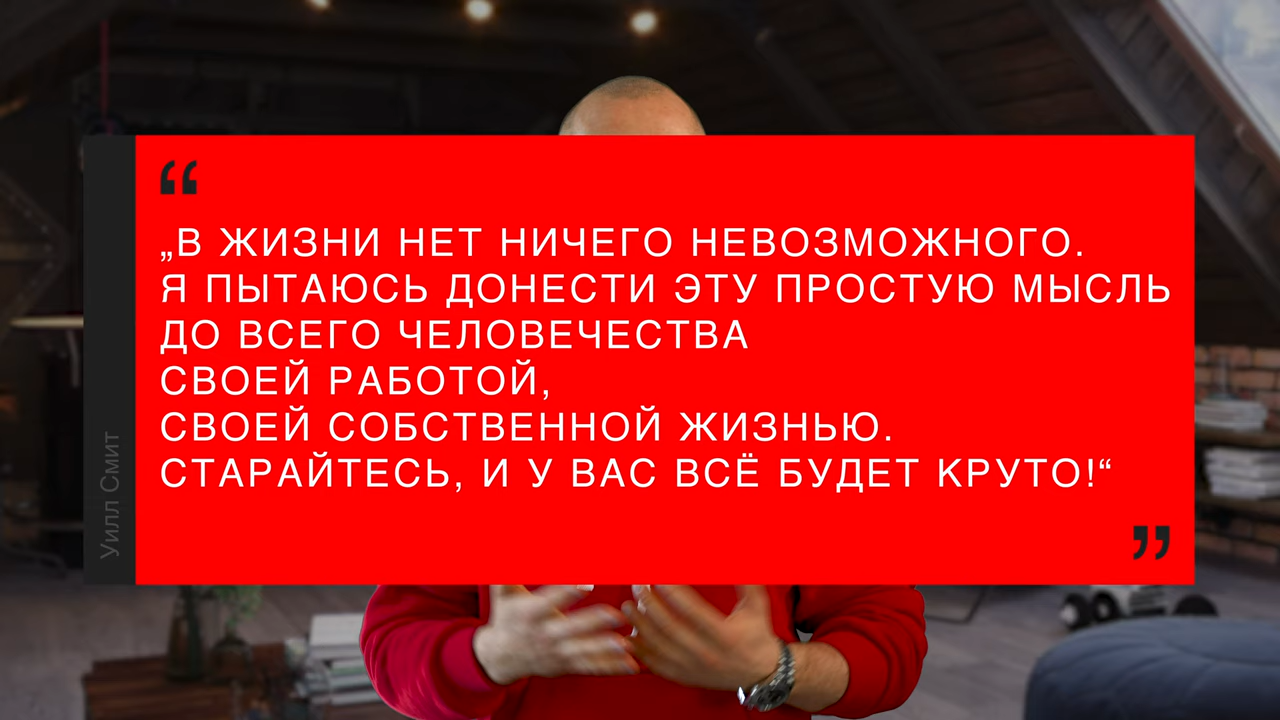 “
„В ЖИЗНИ НЕТ НИЧЕГО НЕВОЗМОЖНОГО.
Я ПЫТАЮСЬ ДОНЕСТИ ЭТУ ПРОСТУЮ МЫСЛЬ
ДО ВСЕГО ЧЕЛОВЕЧЕСТВА
СВОЕЙ РАБОТОЙ,
СВОЕЙ СОБСТВЕННОЙ ЖИЗНЬЮ.
СТАРАЙТЕСЬ, И У ВАС ВСЁ БУДЕТ КРУТО!“
”
Уилл Смит